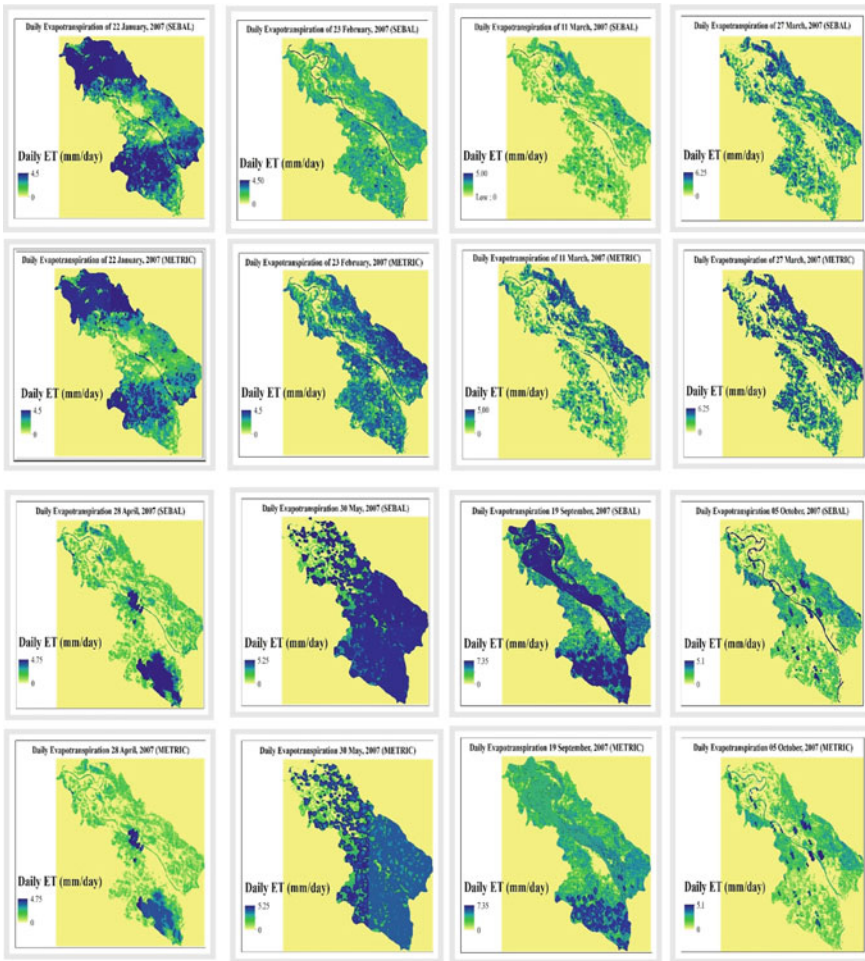 Daily Evapotranspiration of 22 January, 2007 (SEBAL)
Daily ET (mm/day)
4.5
0
Daily Evapotranspiration of 23 February, 2007 (SEBAL)
Daily ET (mm/day)
4.50
0
Daily Evapotranspiration of 11 March, 2007 (SEBAL)
Daily ET (mm/day)
5.00
Low : 0
Daily Evapotranspiration of 27 March, 2007 (SEBAL)
Daily ET (mm/day)
6.25
0
Daily Evapotranspiration of 22 January, 2007 (METRIC)
Daily ET (mm/day)
4.5
0
Daily Evapotranspiration of 23 February, 2007 (METRIC)
Daily ET (mm/day)
4.5
0
Daily Evapotranspiration of 11 March, 2007 (METRIC)
Daily ET (mm/day)
5.00
0
Daily Evapotranspiration of 27 March, 2007 (METRIC)
Daily ET (mm/day)
6.25
0
Daily Evapotranspiration 28 April, 2007 (SEBAL)
Daily ET (mm/day)
4.75
0
Daily Evapotranspiration 30 May, 2007 (SEBAL)
Daily ET (mm/day)
5.25
0
Daily Evapotranspiration 19 September, 2007 (SEBAL)
Daily ET (mm/day)
7.35
0
Daily Evapotranspiration 05 October, 2007 (SEBAL)
Daily ET (mm/day)
5.1
0
Daily Evapotranspiration 28 April, 2007 (METRIC)
Daily ET (mm/day)
4.75
0
Daily Evapotranspiration 30 May, 2007 (METRIC)
Daily ET (mm/day)
5.25
0
Daily Evapotranspiration 19 September, 2007 (METRIC)
Daily ET (mm/day)
7.35
0
Daily Evapotranspiration 05 October, 2007 (METRIC)
Daily ET (mm/day)
5.1
0